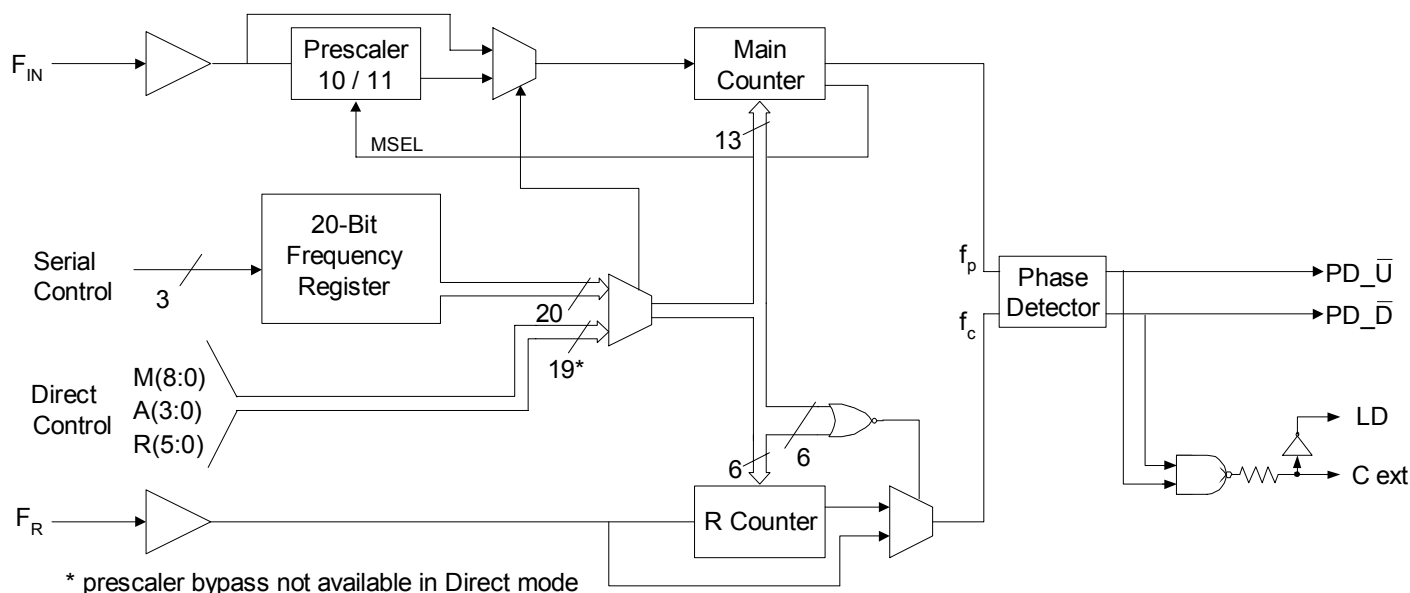 F_IN
Prescaler
10 / 11
Main
Counter
MSEL
13
20-Bit
Frequency
Register
Serial
Control
3
20
19*
Direct
Control
M(8:0)
A(3:0)
R(5:0)
6
6
F_R
R Counter
f_p
f_c
Phase
Detector
PD_U̅
PD_D̅
LD
C ext
* prescaler bypass not available in Direct mode